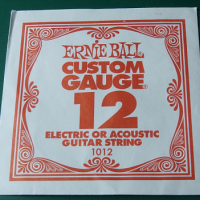 ERNIE BALL
CUSTOM
GAUGE®
12
ELECTRIC OR ACOUSTIC
GUITAR STRING
1012